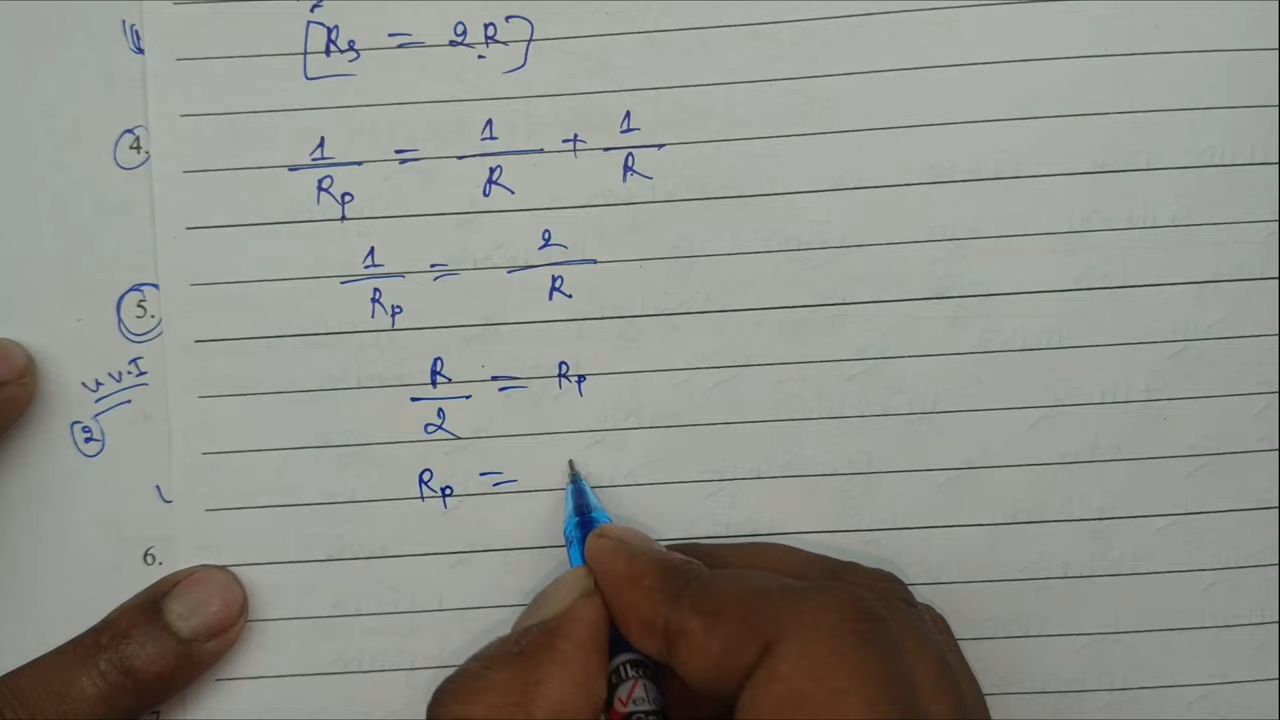 [Rs = 2R]
4. 1/Rp = 1/R + 1/R
1/Rp = 2/R
5.
V.V.I
R/2 = Rp
2
Rp =
6.